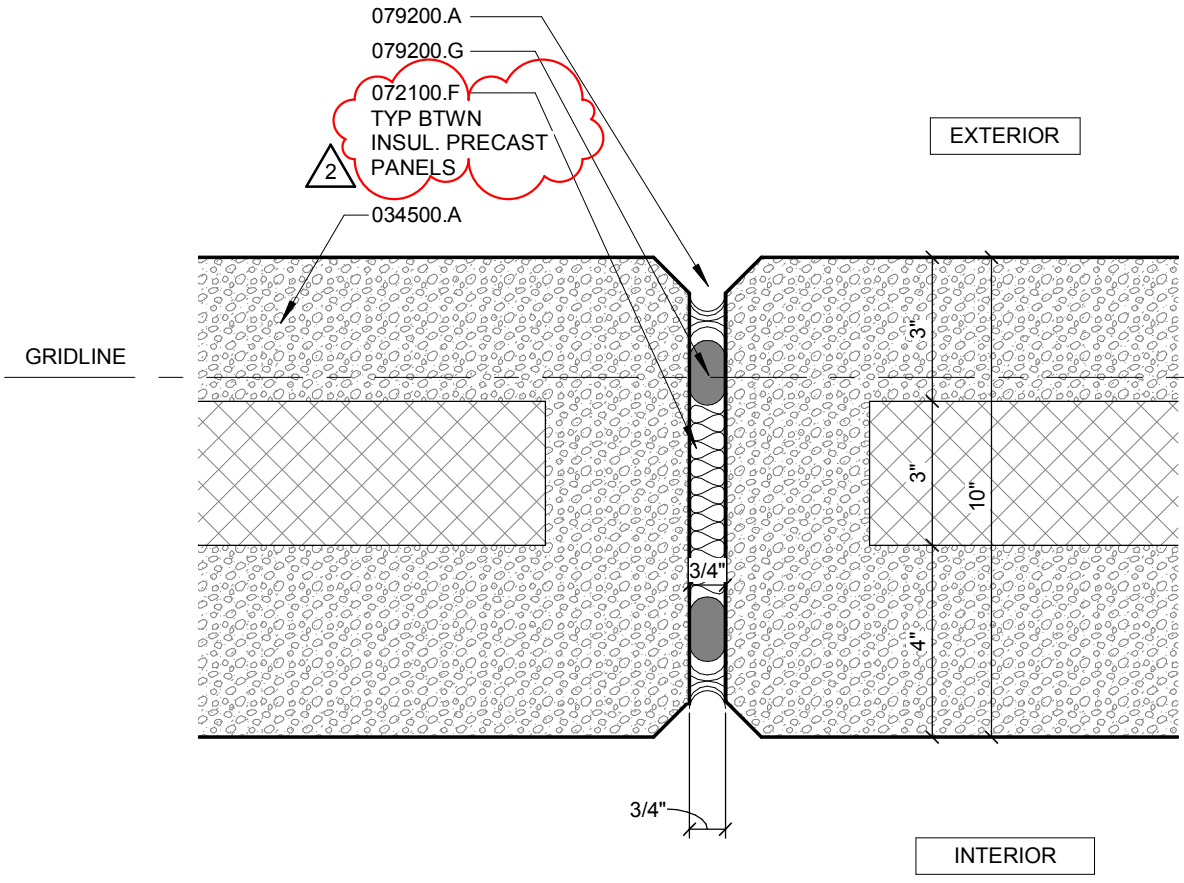 079200.A
079200.G
072100.F
TYP BTWN
INSUL. PRECAST
PANELS
2
034500.A
EXTERIOR
GRIDLINE
3"
3"
10"
4"
3/4"
3/4"
INTERIOR